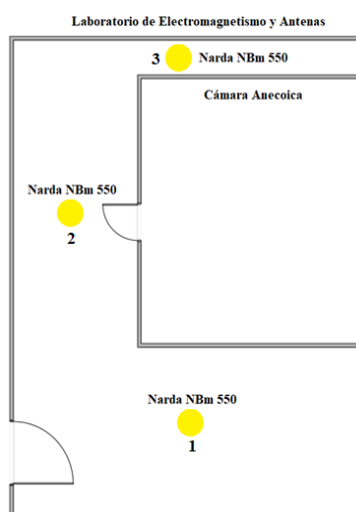 Laboratorio de Electromagnetismo y Antenas
3 Narda NBm 550
Cámara Anecoica
Narda NBm 550
2
Narda NBm 550
1